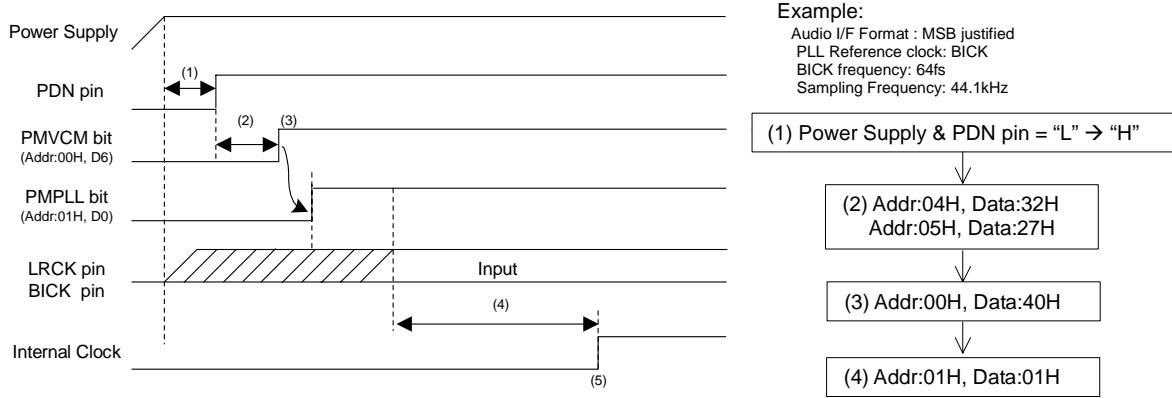 Power Supply
(1)
PDN pin
(2)
(3)
PMVCM bit
(Addr:00H, D6)
PMPLL bit
(Addr:01H, D0)
LRCK pin
BICK pin
Input
(4)
Internal Clock
(5)
Example:
Audio I/F Format : MSB justified
PLL Reference clock: BICK
BICK frequency: 64fs
Sampling Frequency: 44.1kHz
(1) Power Supply & PDN pin = “L” → “H”
(2) Addr:04H, Data:32H
Addr:05H, Data:27H
(3) Addr:00H, Data:40H
(4) Addr:01H, Data:01H